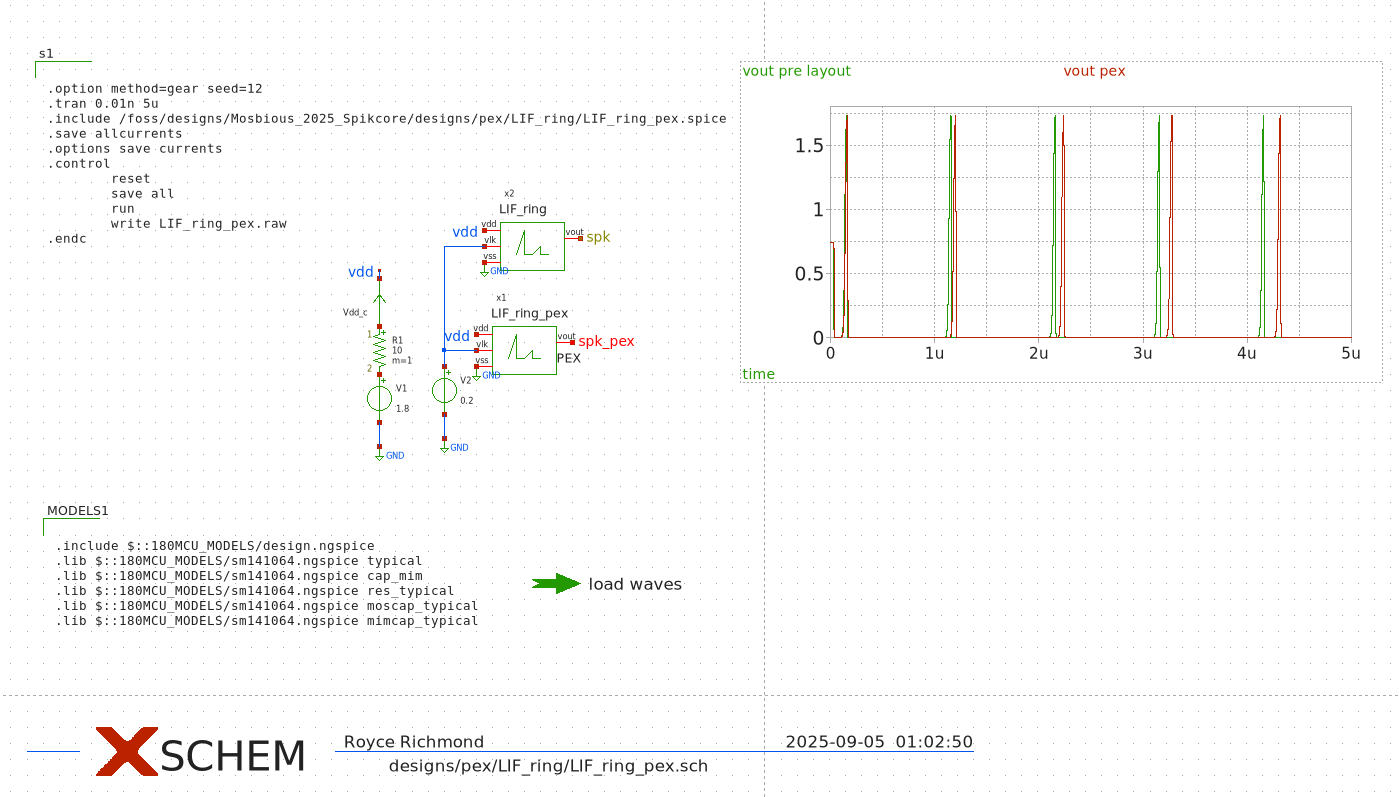 s1
.option method=gear seed=12
.tran 0.01n 5u
.include /foss/designs/Mosbious_2025_Spikcore/designs/pex/LIF_ring/LIF_ring_pex.spice
.save allcurrents
.options save currents
.control
reset
save all
run
write LIF_ring_pex.raw
.endc
x2
LIF_ring
vdd
vdd
vlk
vss
GND
vout
spk
x1
LIF_ring_pex
vdd
vdd
vlk
vss
GND
vout
spk_pex
PEX
vdd
Vdd_c
1
+
R1
10
m=1
2
+
V1
1.8
GND
+
V2
0.2
GND
vout pre layout
vout pex
1.5
1
0.5
0
0 1u 2u 3u 4u 5u
time
MODELS1
.include $::180MCU_MODELS/design.ngspice
.lib $::180MCU_MODELS/sm141064.ngspice typical
.lib $::180MCU_MODELS/sm141064.ngspice cap_mim
.lib $::180MCU_MODELS/sm141064.ngspice res_typical
.lib $::180MCU_MODELS/sm141064.ngspice moscap_typical
.lib $::180MCU_MODELS/sm141064.ngspice mimcap_typical
load waves
XSCHEM
Royce Richmond
2025-09-05 01:02:50
designs/pex/LIF_ring/LIF_ring_pex.sch